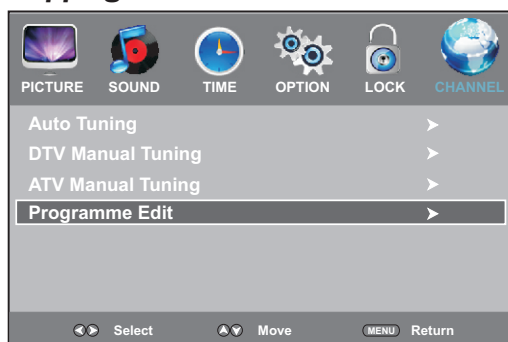 PICTURE SOUND TIME OPTION LOCK CHANNEL
Auto Tuning
DTV Manual Tuning
ATV Manual Tuning
Programme Edit
Select Move MENU Return